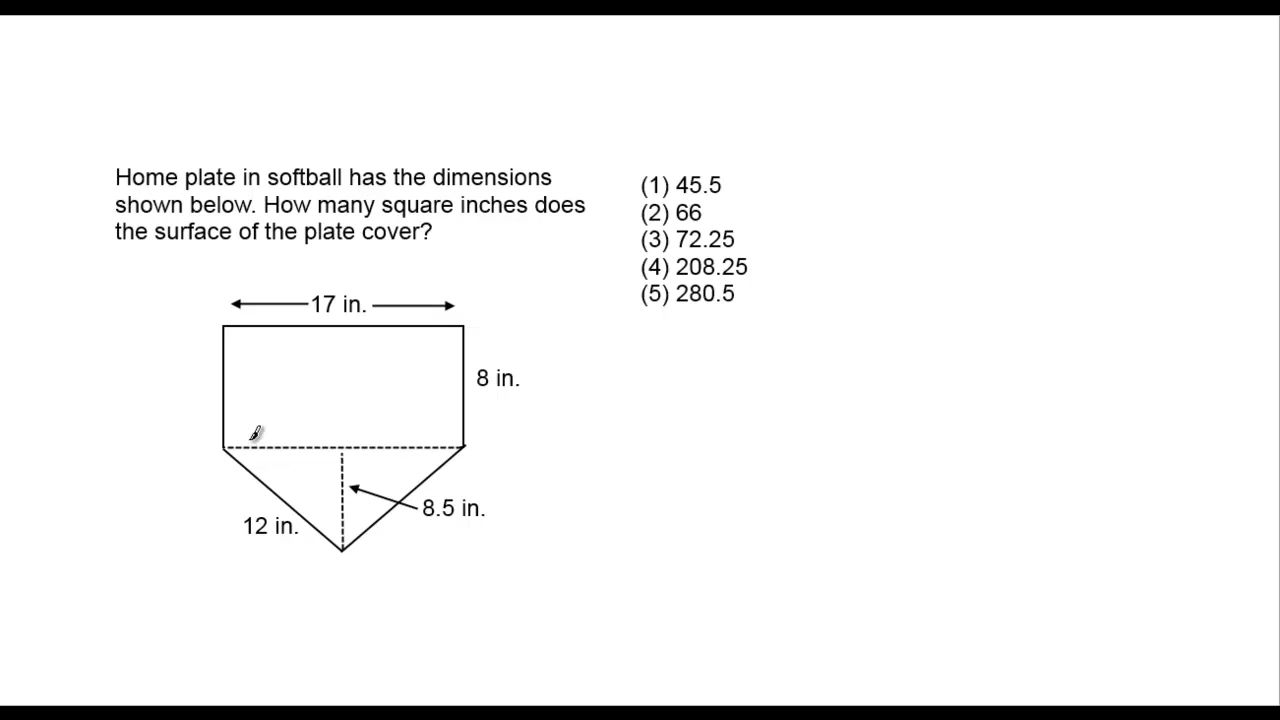 Home plate in softball has the dimensions
shown below. How many square inches does
the surface of the plate cover?
(1) 45.5
(2) 66
(3) 72.25
(4) 208.25
(5) 280.5
17 in.
8 in.
8.5 in.
12 in.